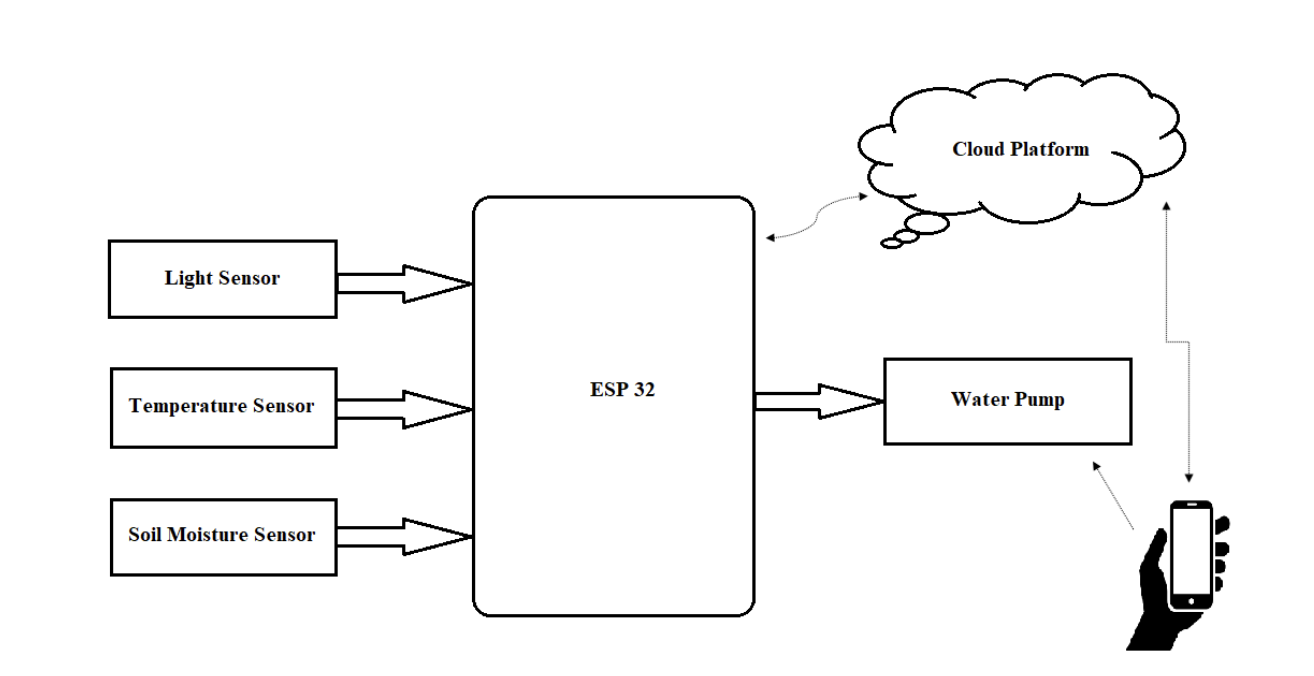 Cloud Platform
Light Sensor
ESP 32
Temperature Sensor
Water Pump
Soil Moisture Sensor